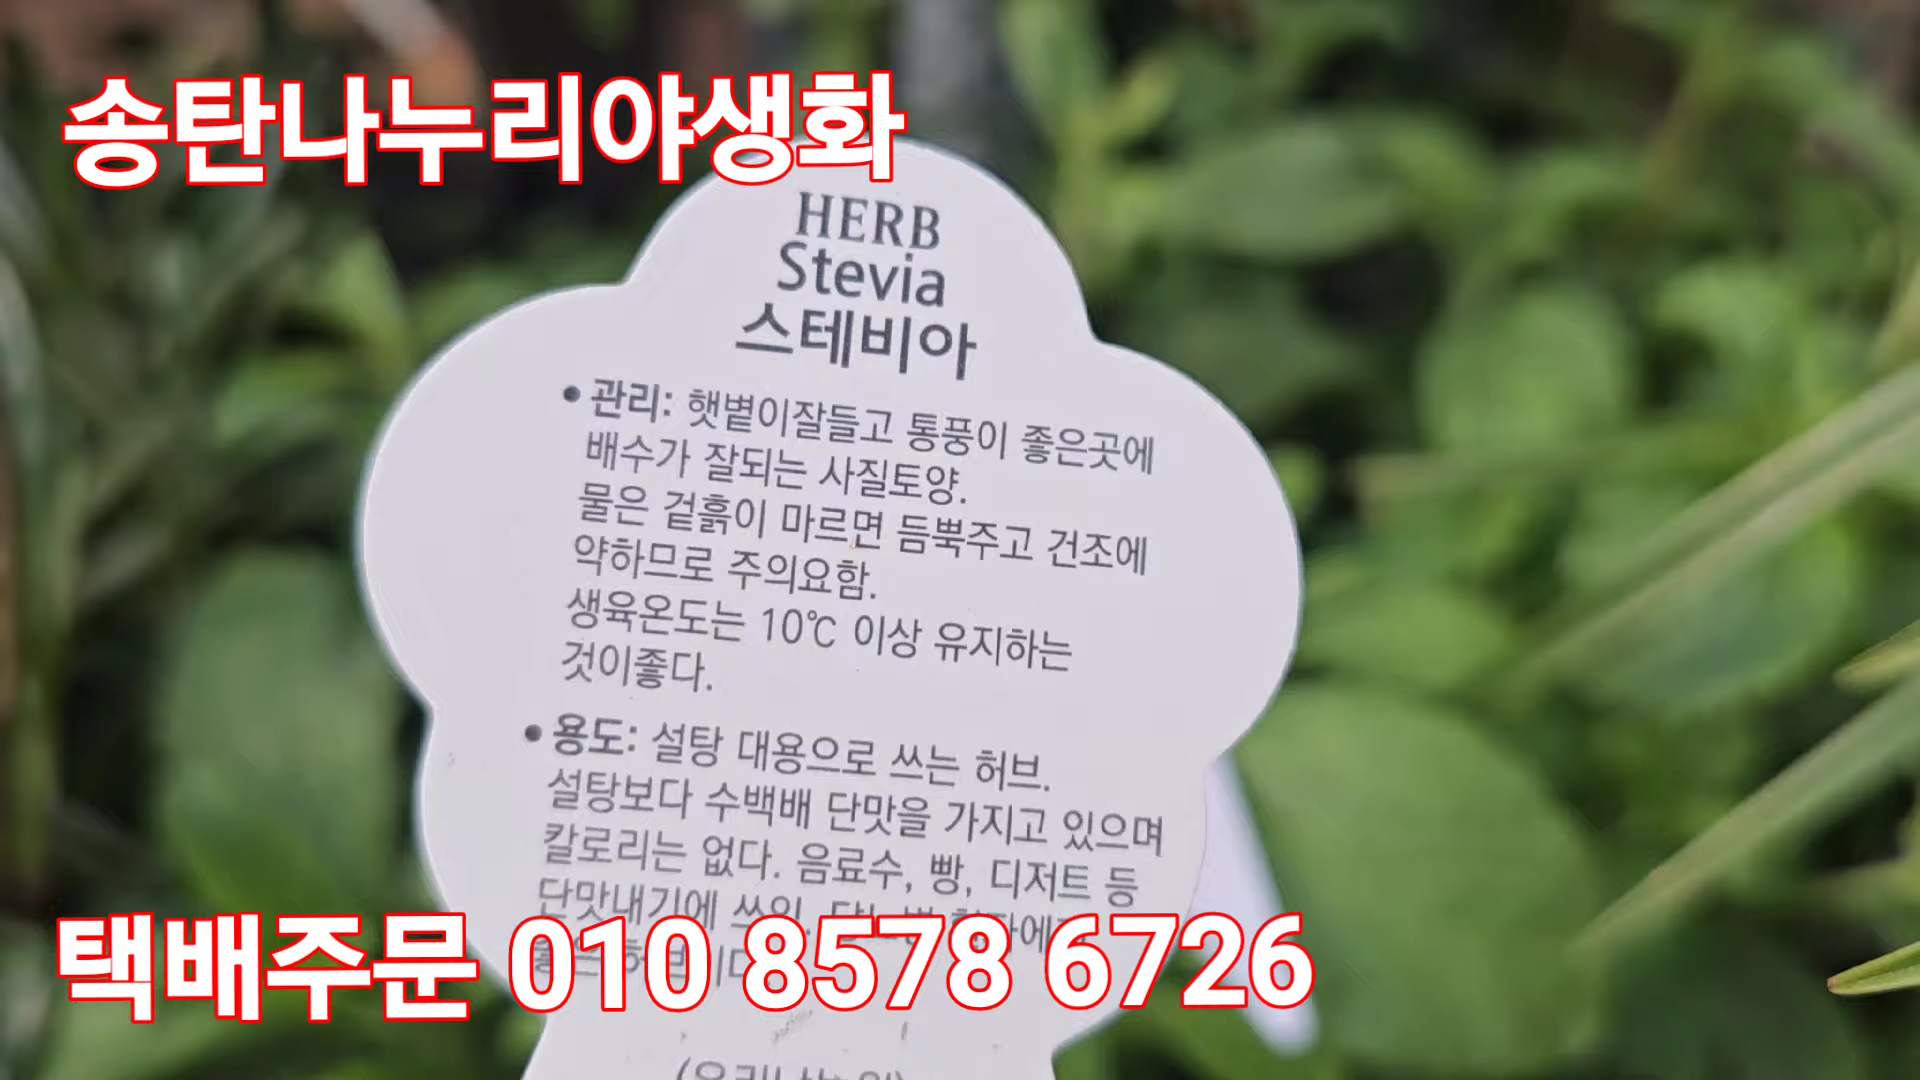 송탄나누리야생화
HERB
Stevia
스테비아
• 관리: 햇볕이잘들고 통풍이 좋은곳에
배수가 잘되는 사질토양.
물은 겉흙이 마르면 듬뿍주고 건조에
약하므로 주의요함.
생육온도는 10℃ 이상 유지하는
것이좋다.
• 용도: 설탕 대용으로 쓰는 허브.
설탕보다 수백배 단맛을 가지고 있으며
칼로리는 없다. 음료수, 빵, 디저트 등
단맛내기에
택배주문 010 8578 6726